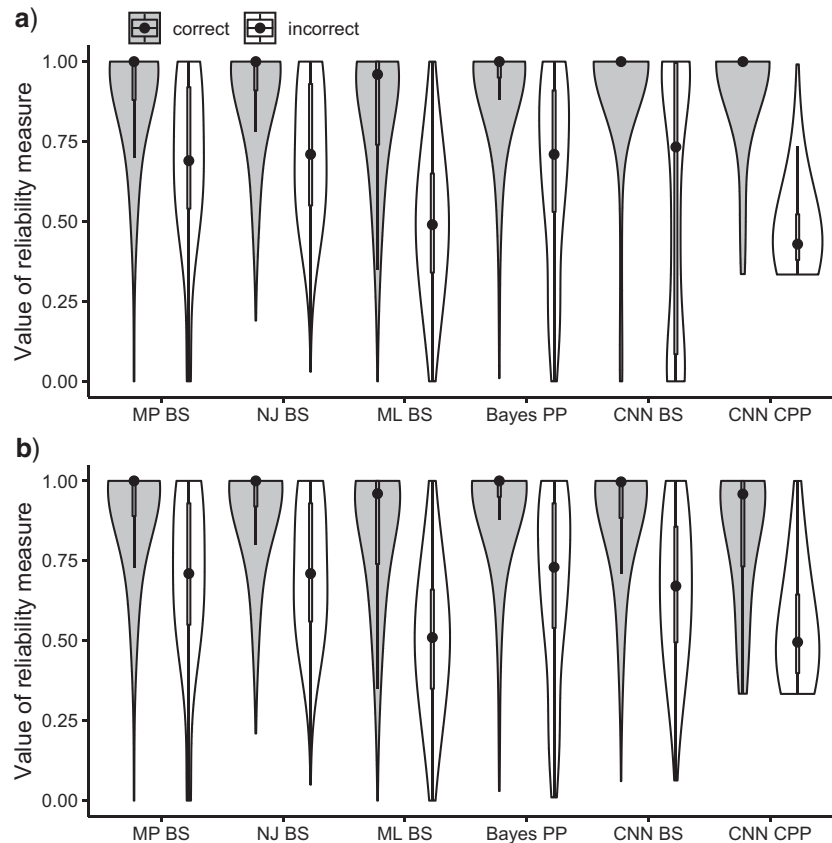 a)
correct incorrect
Value of reliability measure
1.00
0.75
0.50
0.25
0.00
MP BS NJ BS ML BS Bayes PP CNN BS CNN CPP
b)
Value of reliability measure
1.00
0.75
0.50
0.25
0.00
MP BS NJ BS ML BS Bayes PP CNN BS CNN CPP